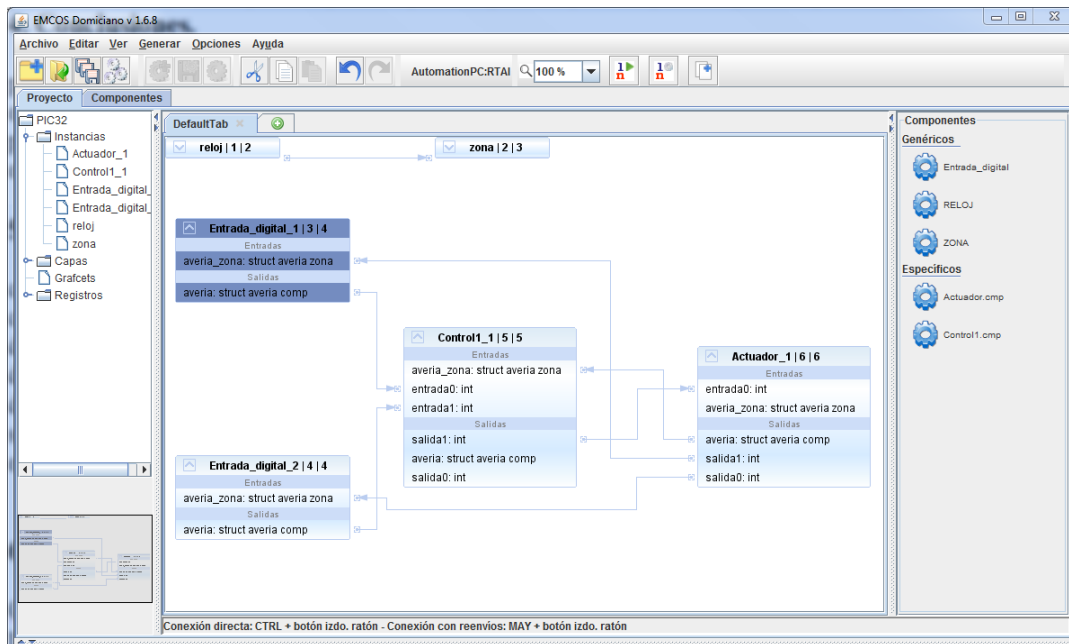 EMCOS Domiciano v 1.6.8
Archivo Editar Ver Generar Opciones Ayuda
AutomationPC:RTAI 100 %
Proyecto Componentes
PIC32
Instancias
Actuador_1
Control1_1
Entrada_digital_
Entrada_digital_
reloj
zona
Capas
Grafcets
Registros
DefaultTab
reloj | 1 | 2
zona | 2 | 3
Entrada_digital_1 | 3 | 4
Entradas
averia_zona: struct averia zona
Salidas
averia: struct averia comp
Control1_1 | 5 | 5
Entradas
averia_zona: struct averia zona
entrada0: int
entrada1: int
Salidas
salida1: int
averia: struct averia comp
salida0: int
Actuador_1 | 6 | 6
Entradas
entrada0: int
averia_zona: struct averia zona
Salidas
averia: struct averia comp
salida1: int
salida0: int
Entrada_digital_2 | 4 | 4
Entradas
averia_zona: struct averia zona
Salidas
averia: struct averia comp
Componentes
Genéricos
Entrada_digital
RELOJ
ZONA
Específicos
Actuador.cmp
Control1.cmp
Conexión directa: CTRL + botón izdo. ratón - Conexión con reenvios: MAY + botón izdo. ratón